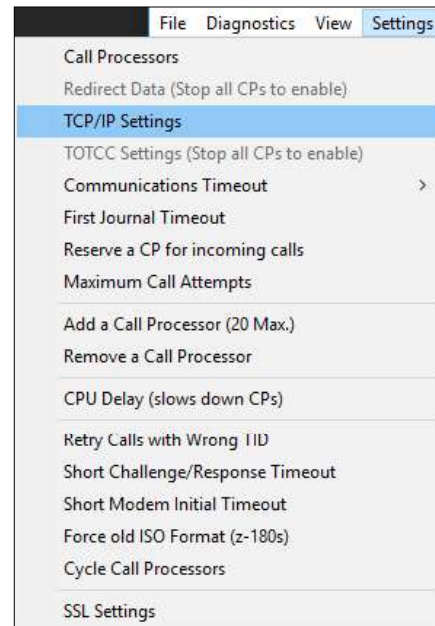 File Diagnostics View Settings
Call Processors
Redirect Data (Stop all CPs to enable)
TCP/IP Settings
TOTCC Settings (Stop all CPs to enable)
Communications Timeout >
First Journal Timeout
Reserve a CP for incoming calls
Maximum Call Attempts
Add a Call Processor (20 Max.)
Remove a Call Processor
CPU Delay (slows down CPs)
Retry Calls with Wrong TID
Short Challenge/Response Timeout
Short Modem Initial Timeout
Force old ISO Format (z-180s)
Cycle Call Processors
SSL Settings